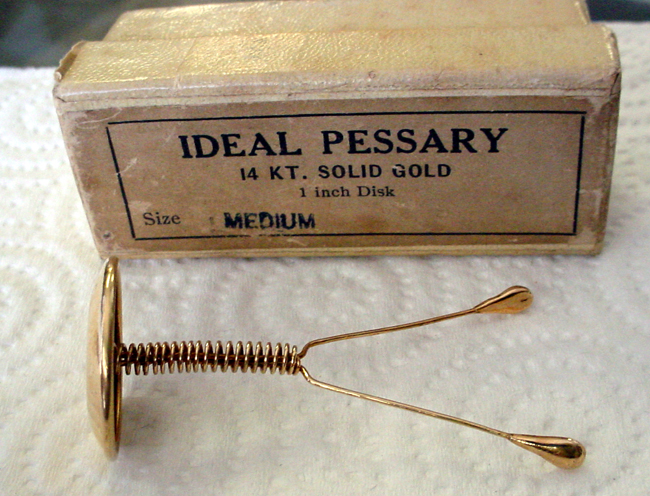 IDEAL PESSARY
14 KT. SOLID GOLD
1 inch Disk
Size MEDIUM